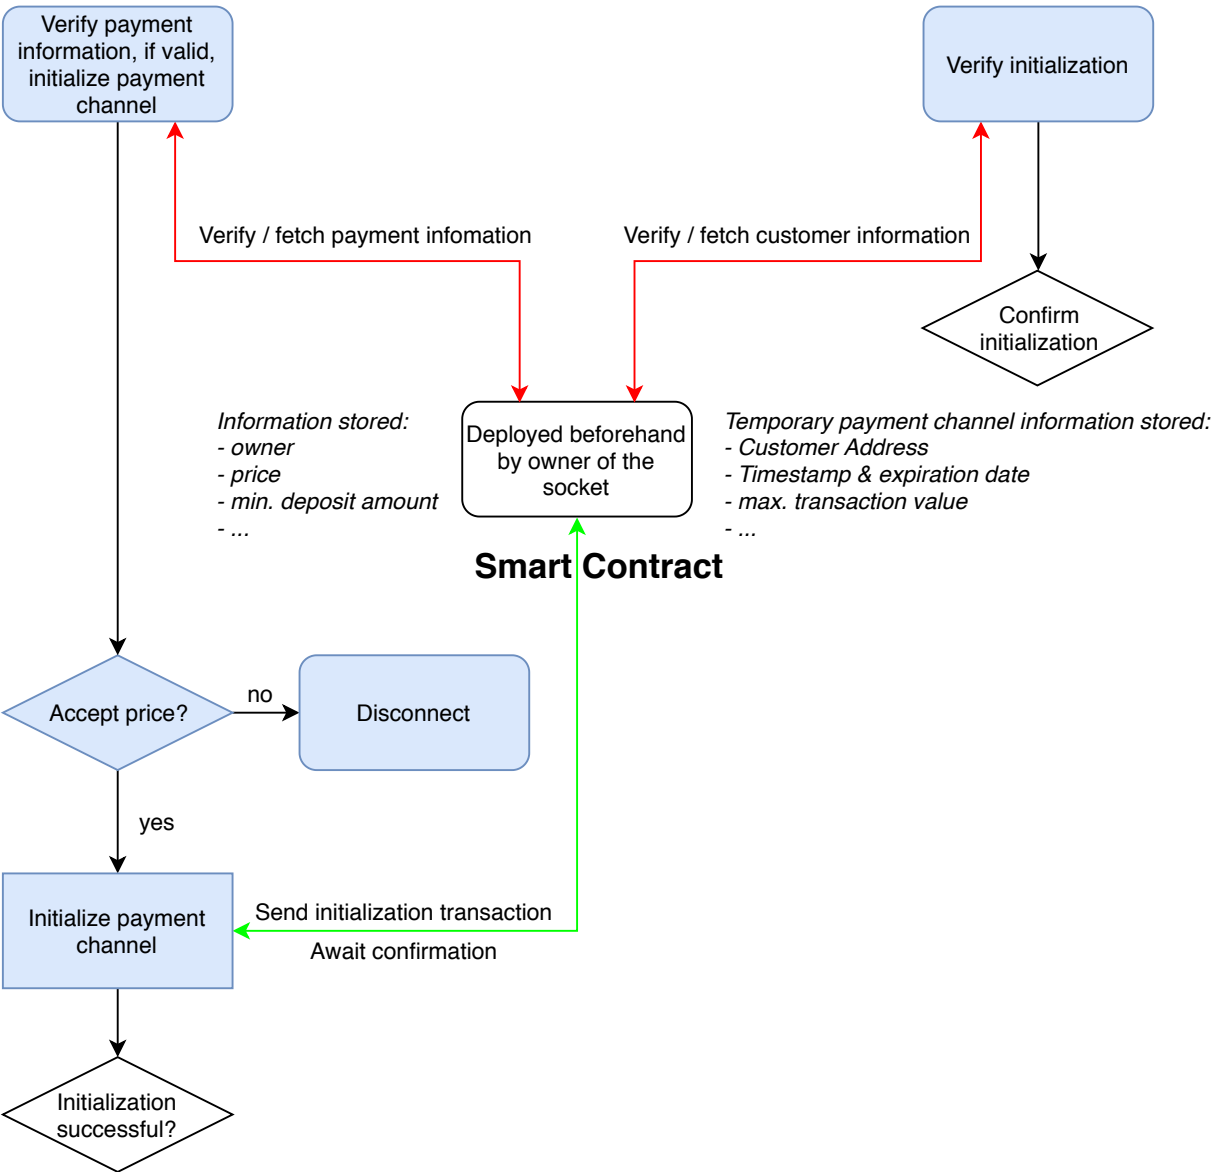 Verify payment
information, if valid,
initialize payment
channel
Verify initialization
Verify / fetch payment infomation
Verify / fetch customer information
Confirm
initialization
Information stored:
- owner
- price
- min. deposit amount
- ...
Deployed beforehand
by owner of the
socket
Temporary payment channel information stored:
- Customer Address
- Timestamp & expiration date
- max. transaction value
- ...
Smart Contract
Accept price?
no
Disconnect
yes
Initialize payment
channel
Send initialization transaction
Await confirmation
Initialization
successful?